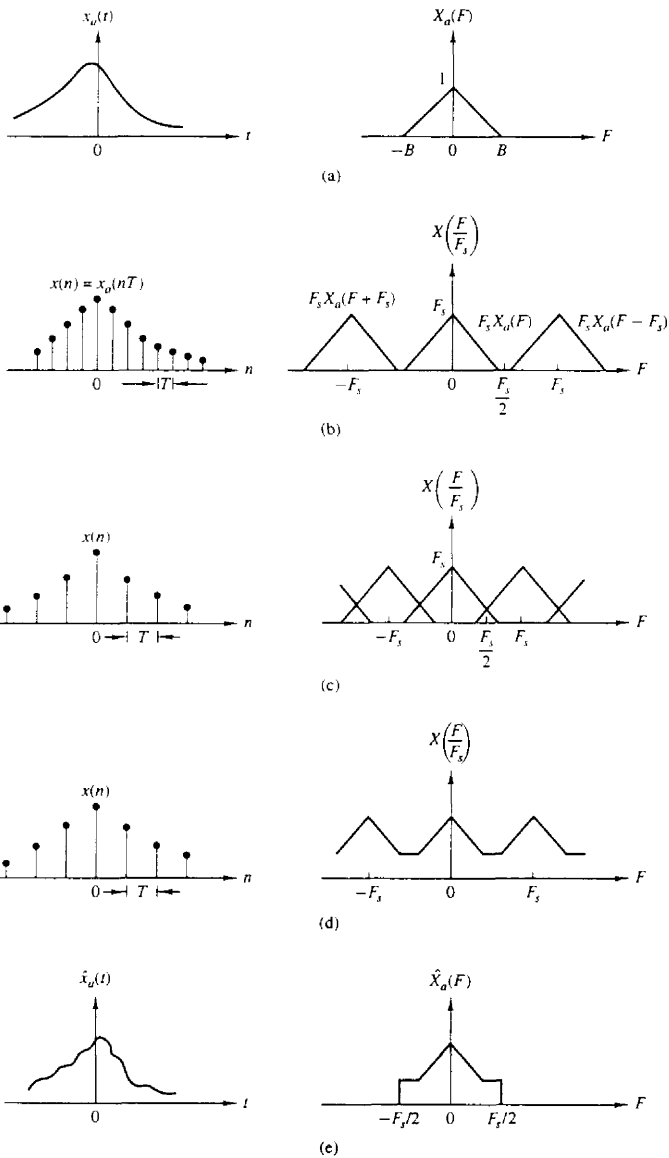 x_a(t)
X_a(F)
1
0
t
−B
0
B
F
(a)
X(F/F_s)
x(n) = x_a(nT)
F_s X_a(F + F_s)
F_s
F_s X_a(F)
F_s X_a(F − F_s)
0
T
n
−F_s
0
F_s/2
F_s
F
(b)
X(F/F_s)
x(n)
F_s
0
T
n
−F_s
0
F_s/2
F_s
F
(c)
X(F/F_s)
x(n)
0
T
n
−F_s
0
F_s
F
(d)
x̂_a(t)
X̂_a(F)
0
t
−F_s/2
0
F_s/2
F
(e)